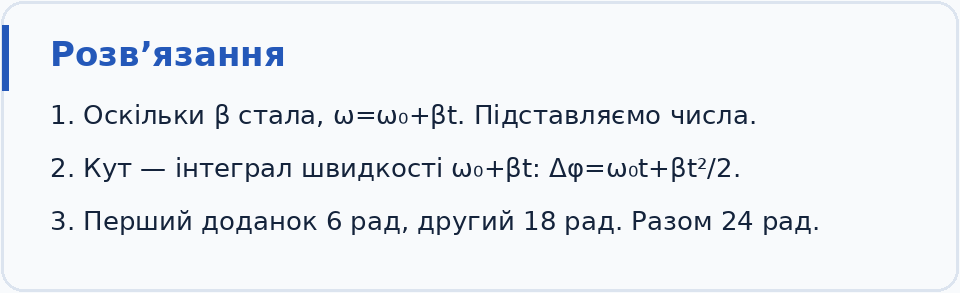 Розв’язання
1. Оскільки β стала, ω=ω₀+βt. Підставляємо числа.
2. Кут — інтеграл швидкості ω₀+βt: Δφ=ω₀t+βt²/2.
3. Перший доданок 6 рад, другий 18 рад. Разом 24 рад.